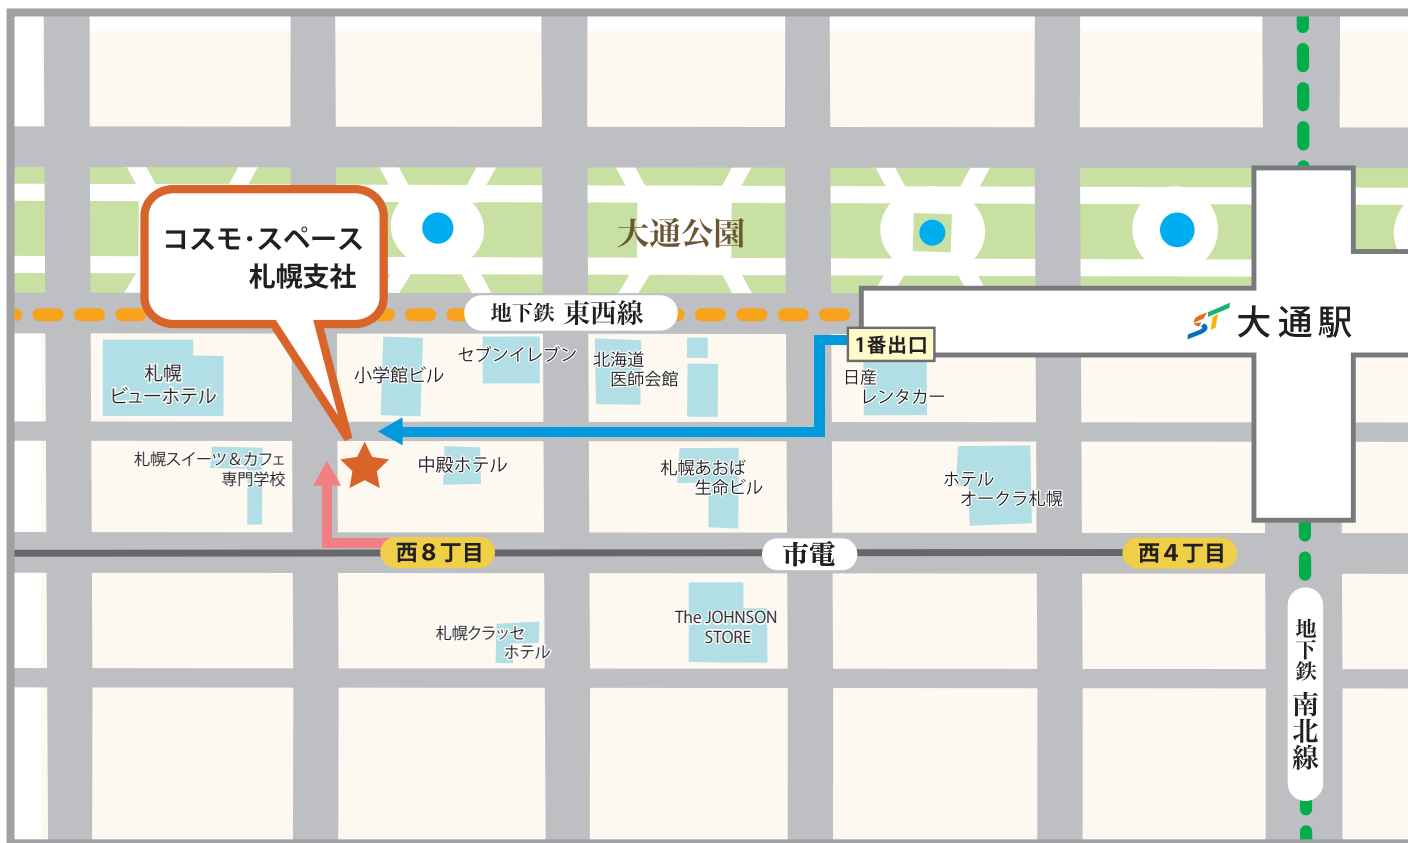 コスモ・スペース
札幌支社
大通公園
地下鉄 東西線
大通駅
1番出口
札幌
ビューホテル
小学館ビル
セブンイレブン
北海道
医師会館
日産
レンタカー
札幌スイーツ＆カフェ
専門学校
中殿ホテル
札幌あおば
生命ビル
ホテル
オークラ札幌
西8丁目
市電
西4丁目
札幌クラッセ
ホテル
The JOHNSON
STORE
地下鉄 南北線